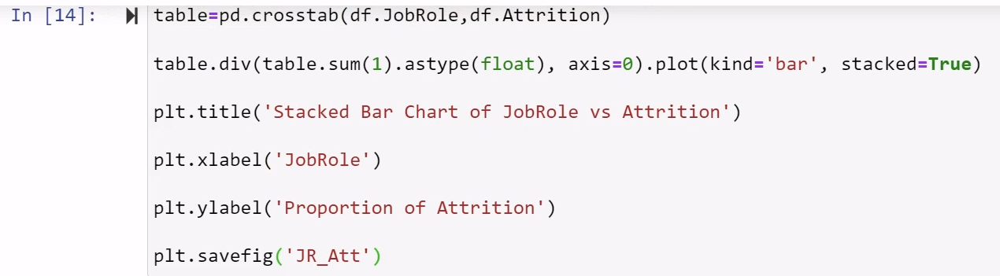 In [14]:
table=pd.crosstab(df.JobRole,df.Attrition)
table.div(table.sum(1).astype(float), axis=0).plot(kind='bar', stacked=True)
plt.title('Stacked Bar Chart of JobRole vs Attrition')
plt.xlabel('JobRole')
plt.ylabel('Proportion of Attrition')
plt.savefig('JR_Att')